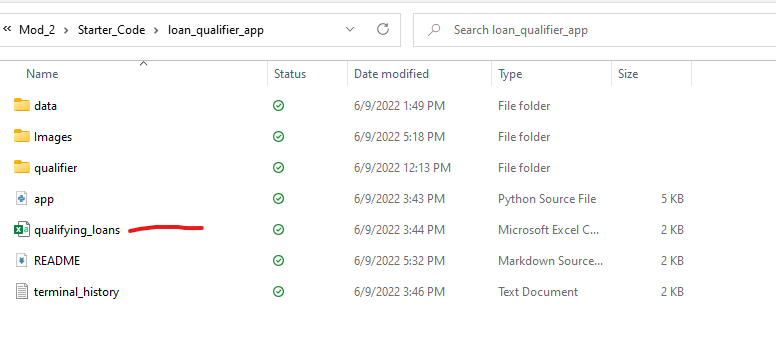 « Mod_2 > Starter_Code > loan_qualifier_app Search loan_qualifier_app
Name Status Date modified Type Size
data 6/9/2022 1:49 PM File folder
Images 6/9/2022 5:18 PM File folder
qualifier 6/9/2022 12:13 PM File folder
app 6/9/2022 3:43 PM Python Source File 5 KB
qualifying_loans 6/9/2022 3:44 PM Microsoft Excel C... 2 KB
README 6/9/2022 5:32 PM Markdown Source... 2 KB
terminal_history 6/9/2022 3:46 PM Text Document 2 KB